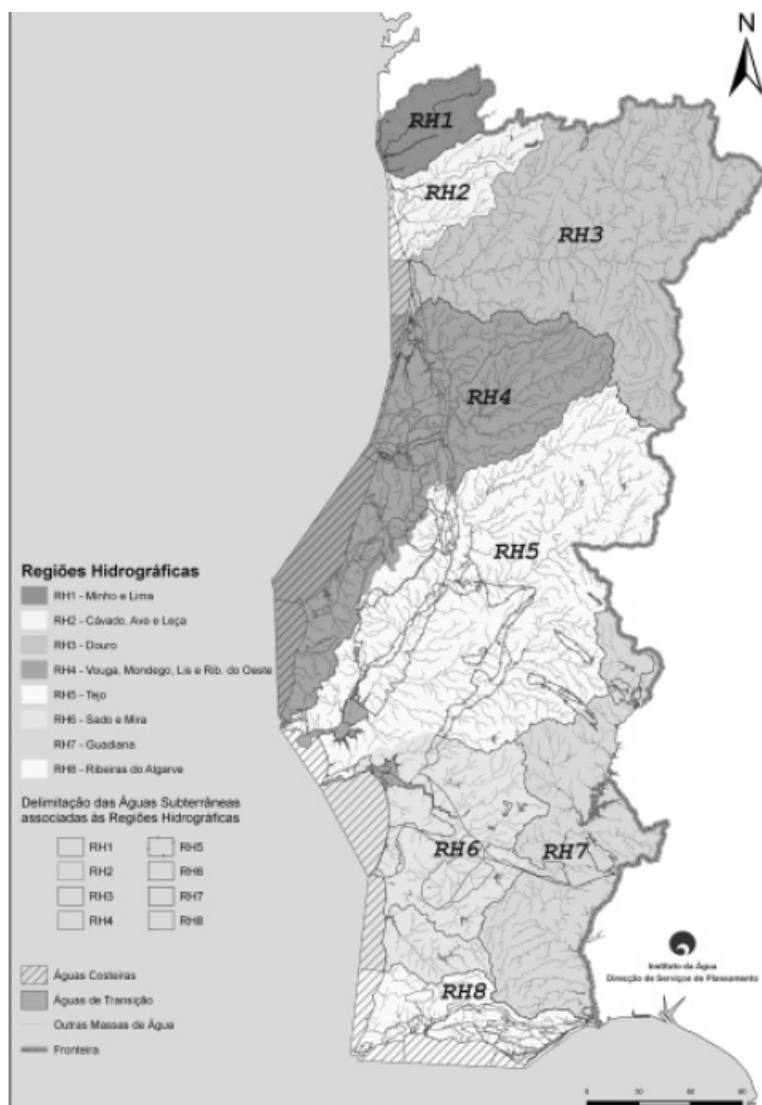 N
RH1
RH2
RH3
RH4
RH5
RH6
RH7
RH8
Regiões Hidrográficas
RH1 - Minho e Lima
RH2 - Cávado, Ave e Leça
RH3 - Douro
RH4 - Vouga, Mondego, Lis e Rib. do Oeste
RH5 - Tejo
RH6 - Sado e Mira
RH7 - Guadiana
RH8 - Ribeiras do Algarve
Delimitação das Águas Subterrâneas
associadas às Regiões Hidrográficas
RH1
RH2
RH3
RH4
RH5
RH6
RH7
RH8
Águas Costeiras
Águas de Transição
Outras Massas de Água
Fronteira
Instituto da Água
Direcção de Serviços de Planeamento
0